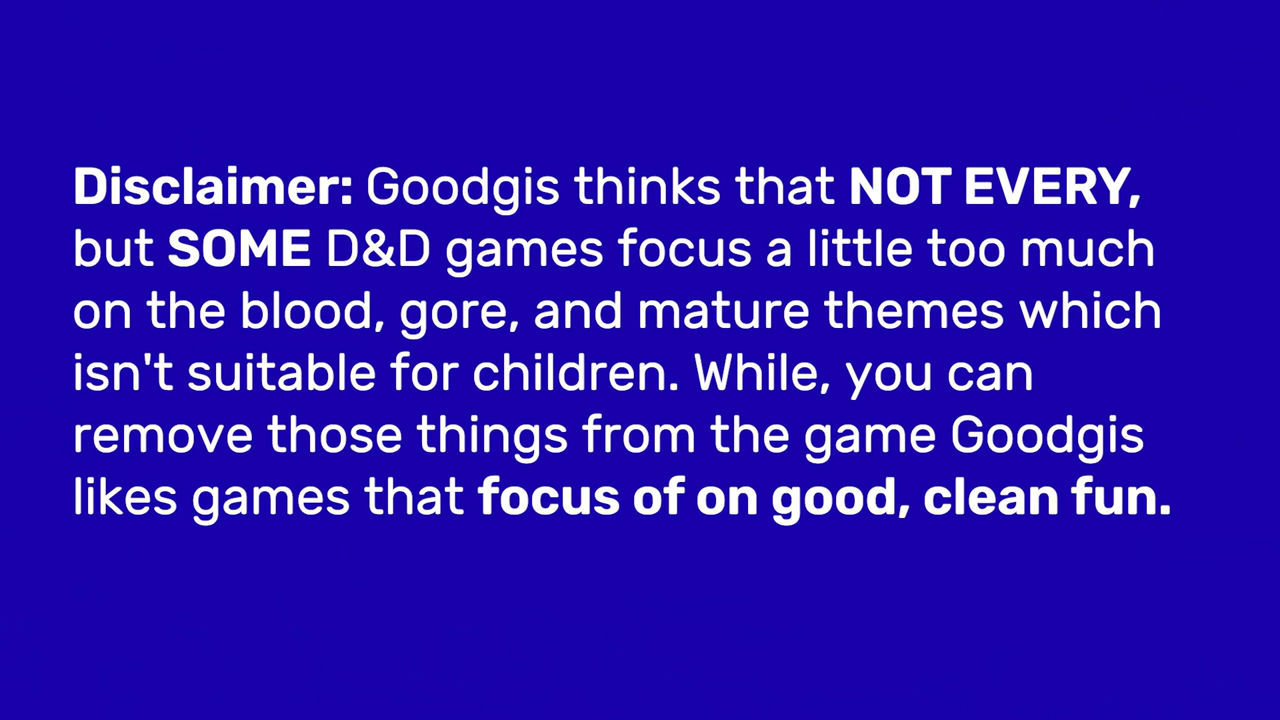 Disclaimer: Goodgis thinks that NOT EVERY,
but SOME D&D games focus a little too much
on the blood, gore, and mature themes which
isn't suitable for children. While, you can
remove those things from the game Goodgis
likes games that focus of on good, clean fun.